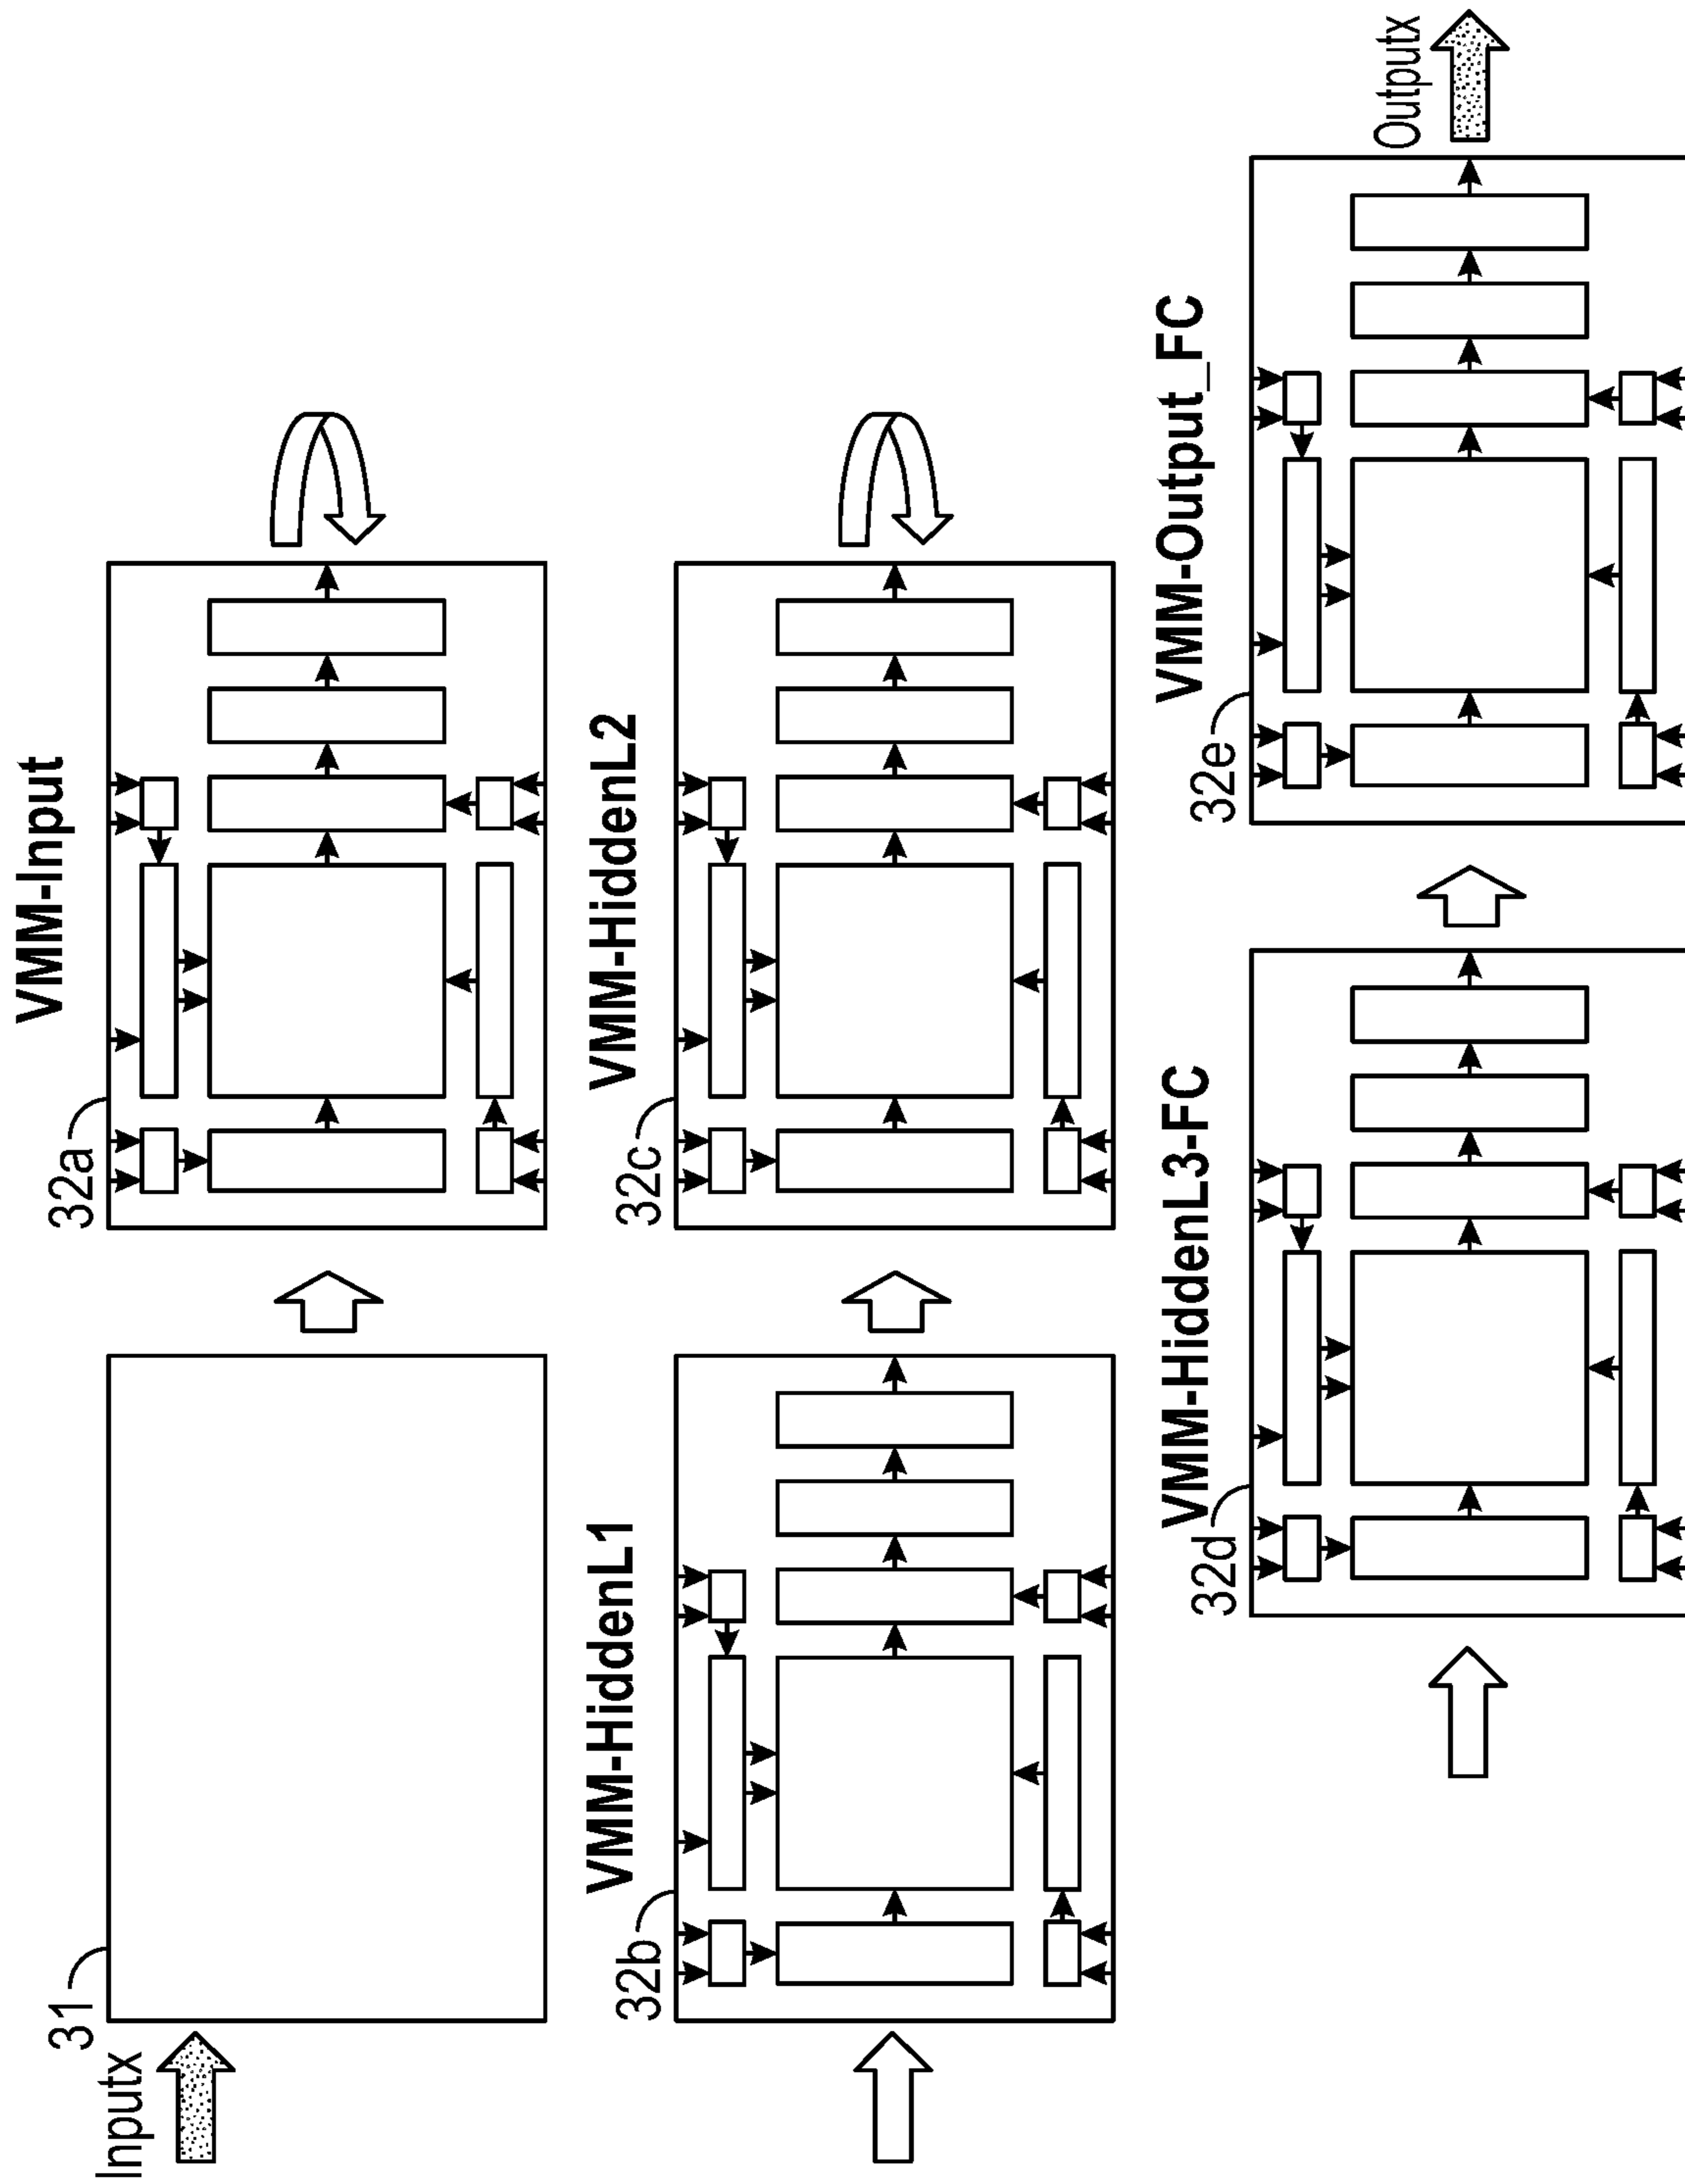 Inputx
31
32a
VMM-Input
32b
VMM-HiddenL1
32c
VMM-HiddenL2
32d
VMM-HiddenL3-FC
32e
VMM-Output_FC
Outputx